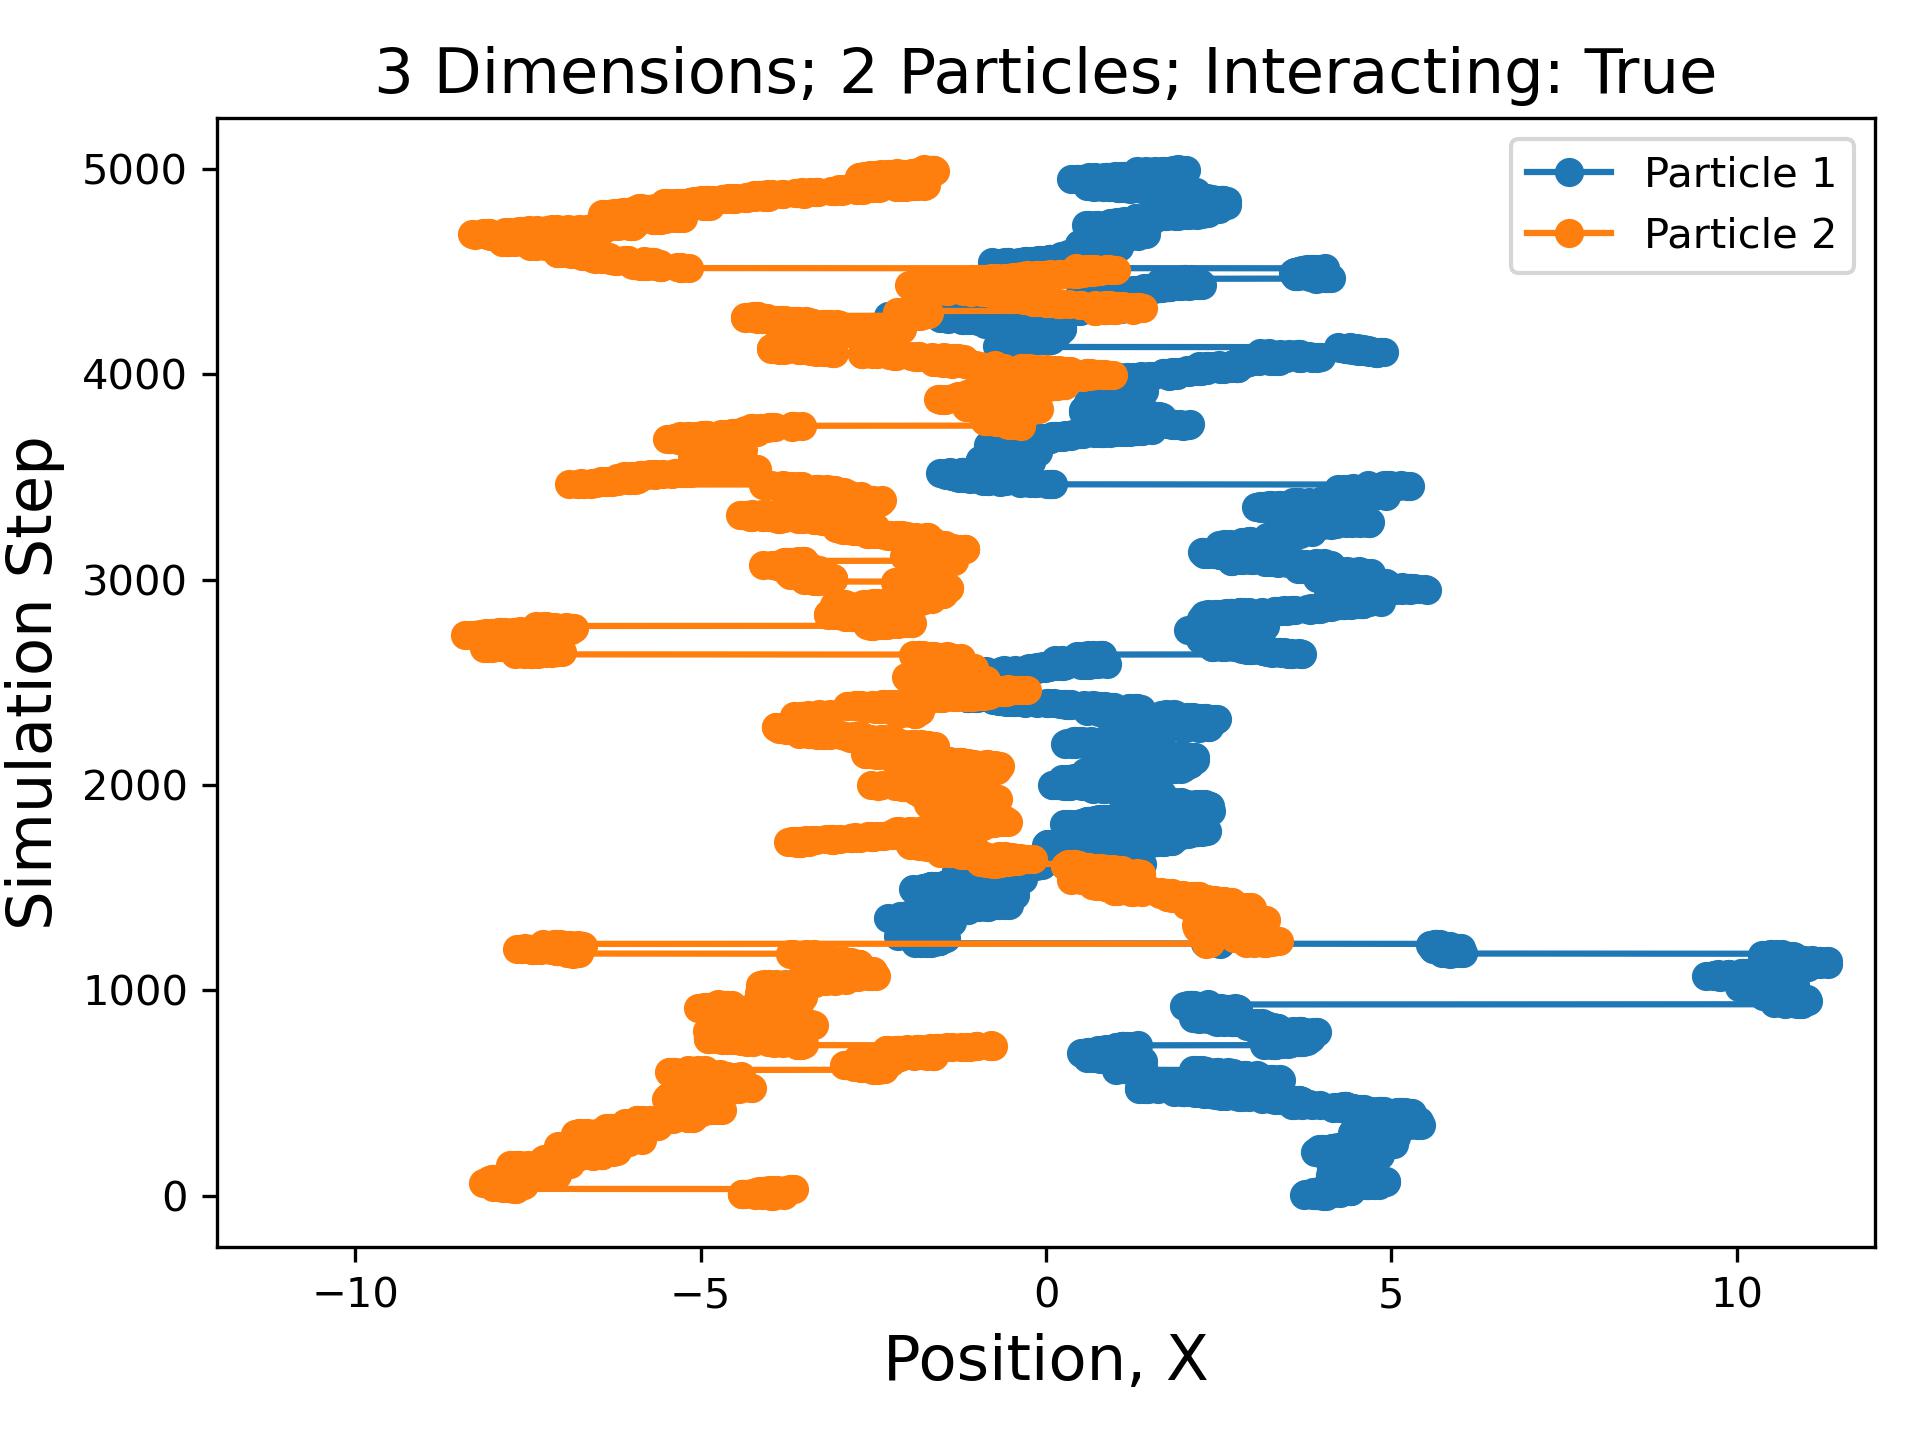 3 Dimensions; 2 Particles; Interacting: True
Particle 1
Particle 2
5000
4000
3000
2000
1000
0
Simulation Step
−10
−5
0
5
10
Position, X